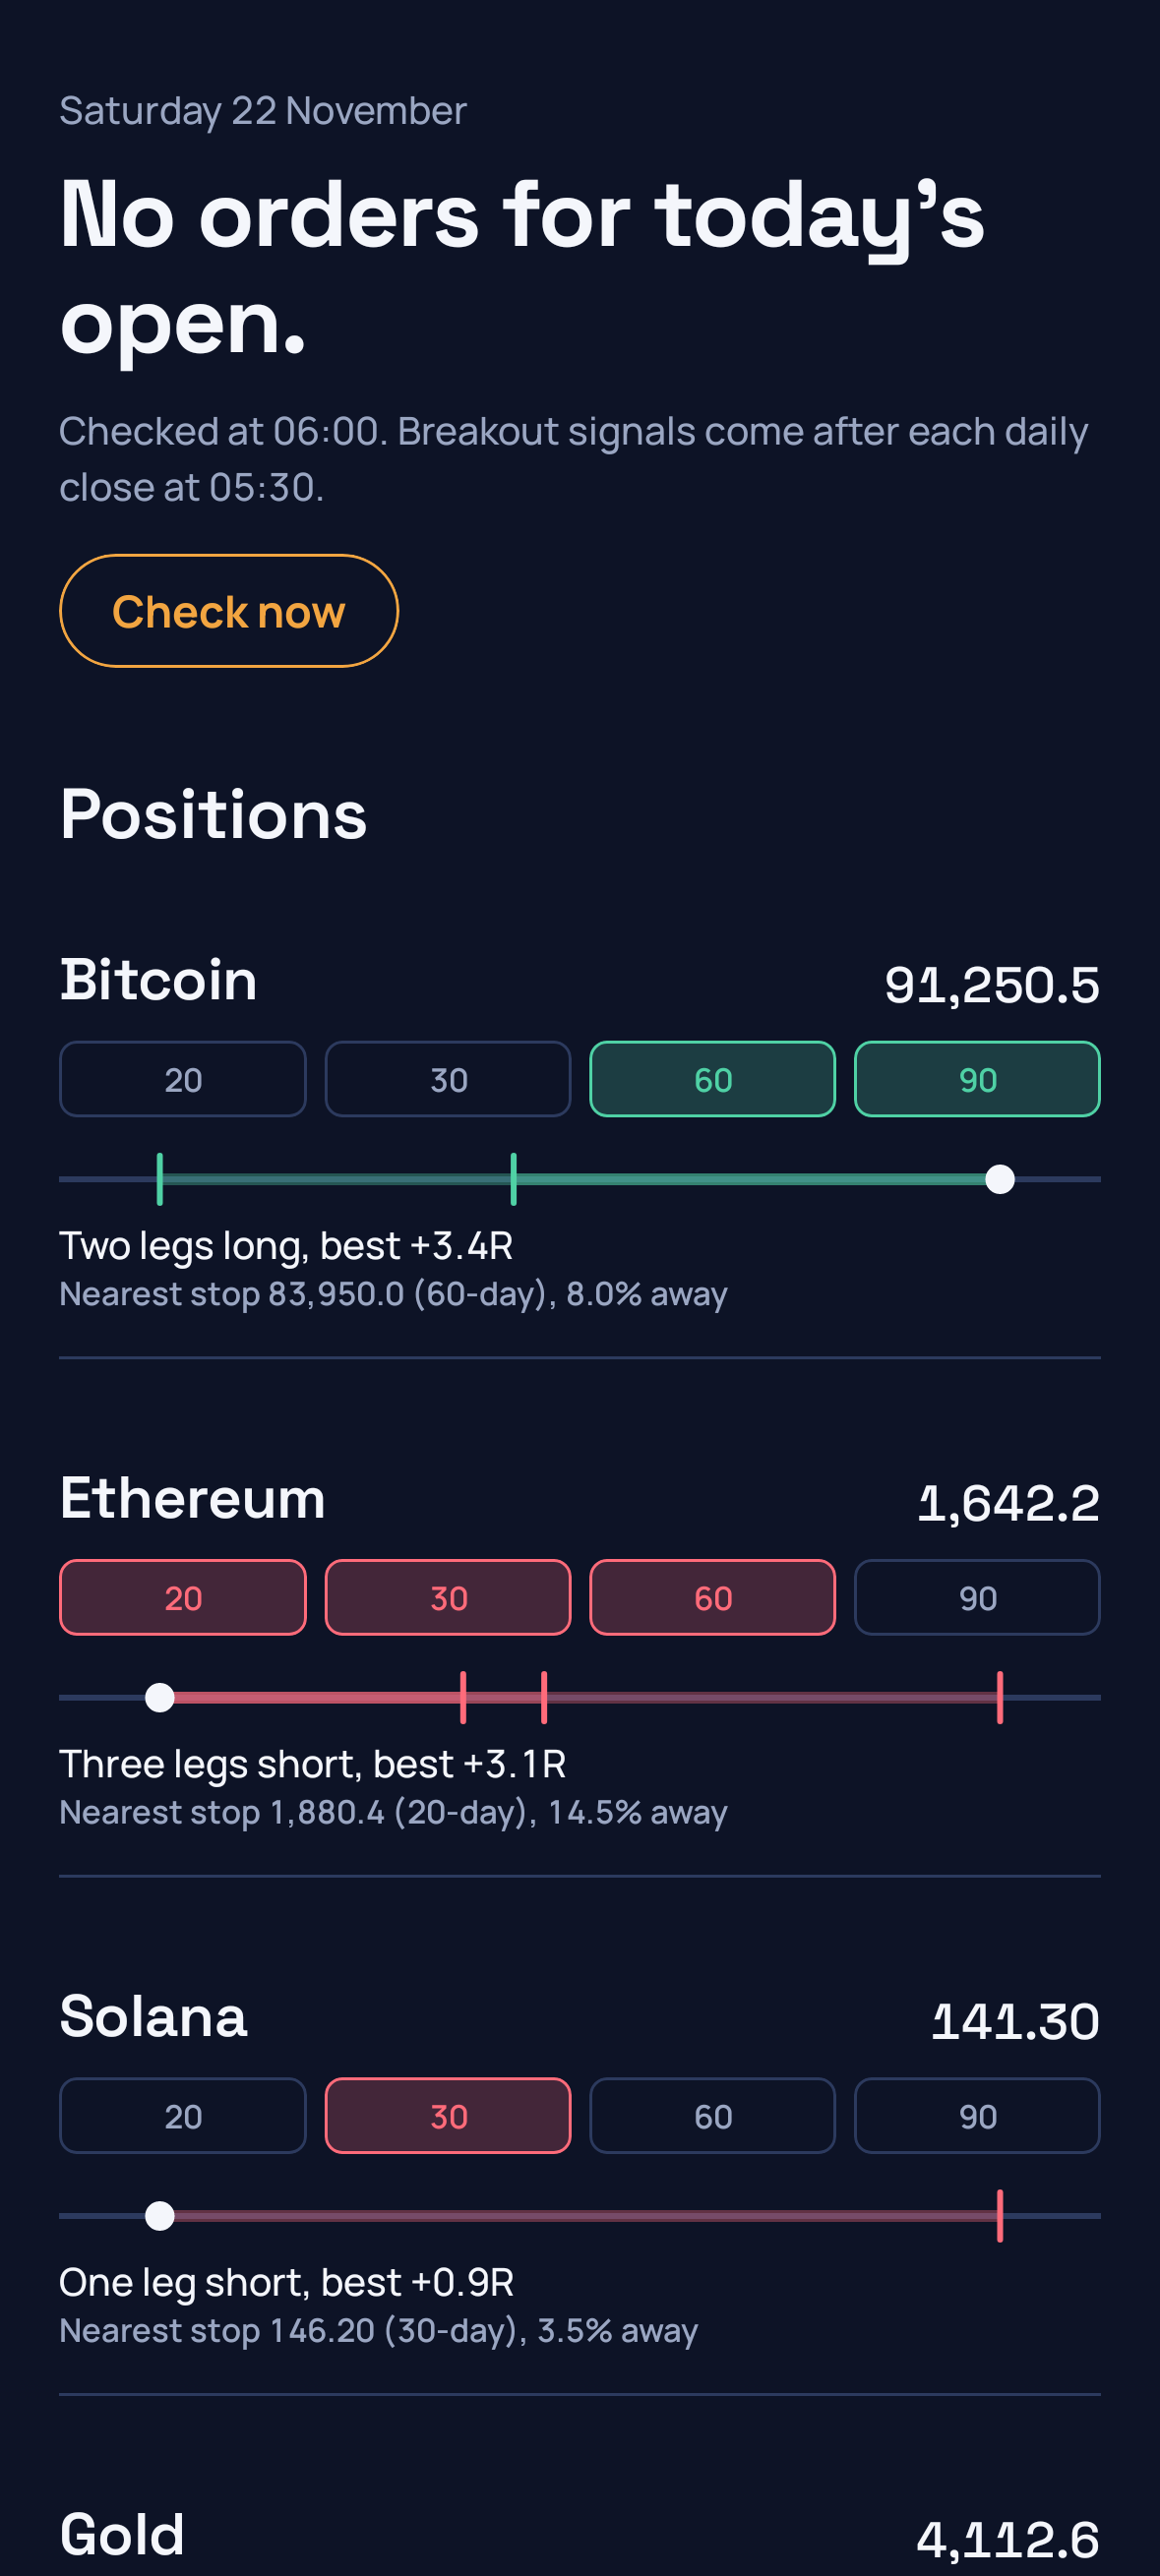 Saturday 22 November
No orders for today’s
open.
Checked at 06:00. Breakout signals come after each daily
close at 05:30.
Check now
Positions
Bitcoin 91,250.5
20 30 60 90
Two legs long, best +3.4R
Nearest stop 83,950.0 (60-day), 8.0% away
Ethereum 1,642.2
20 30 60 90
Three legs short, best +3.1R
Nearest stop 1,880.4 (20-day), 14.5% away
Solana 141.30
20 30 60 90
One leg short, best +0.9R
Nearest stop 146.20 (30-day), 3.5% away
Gold 4,112.6